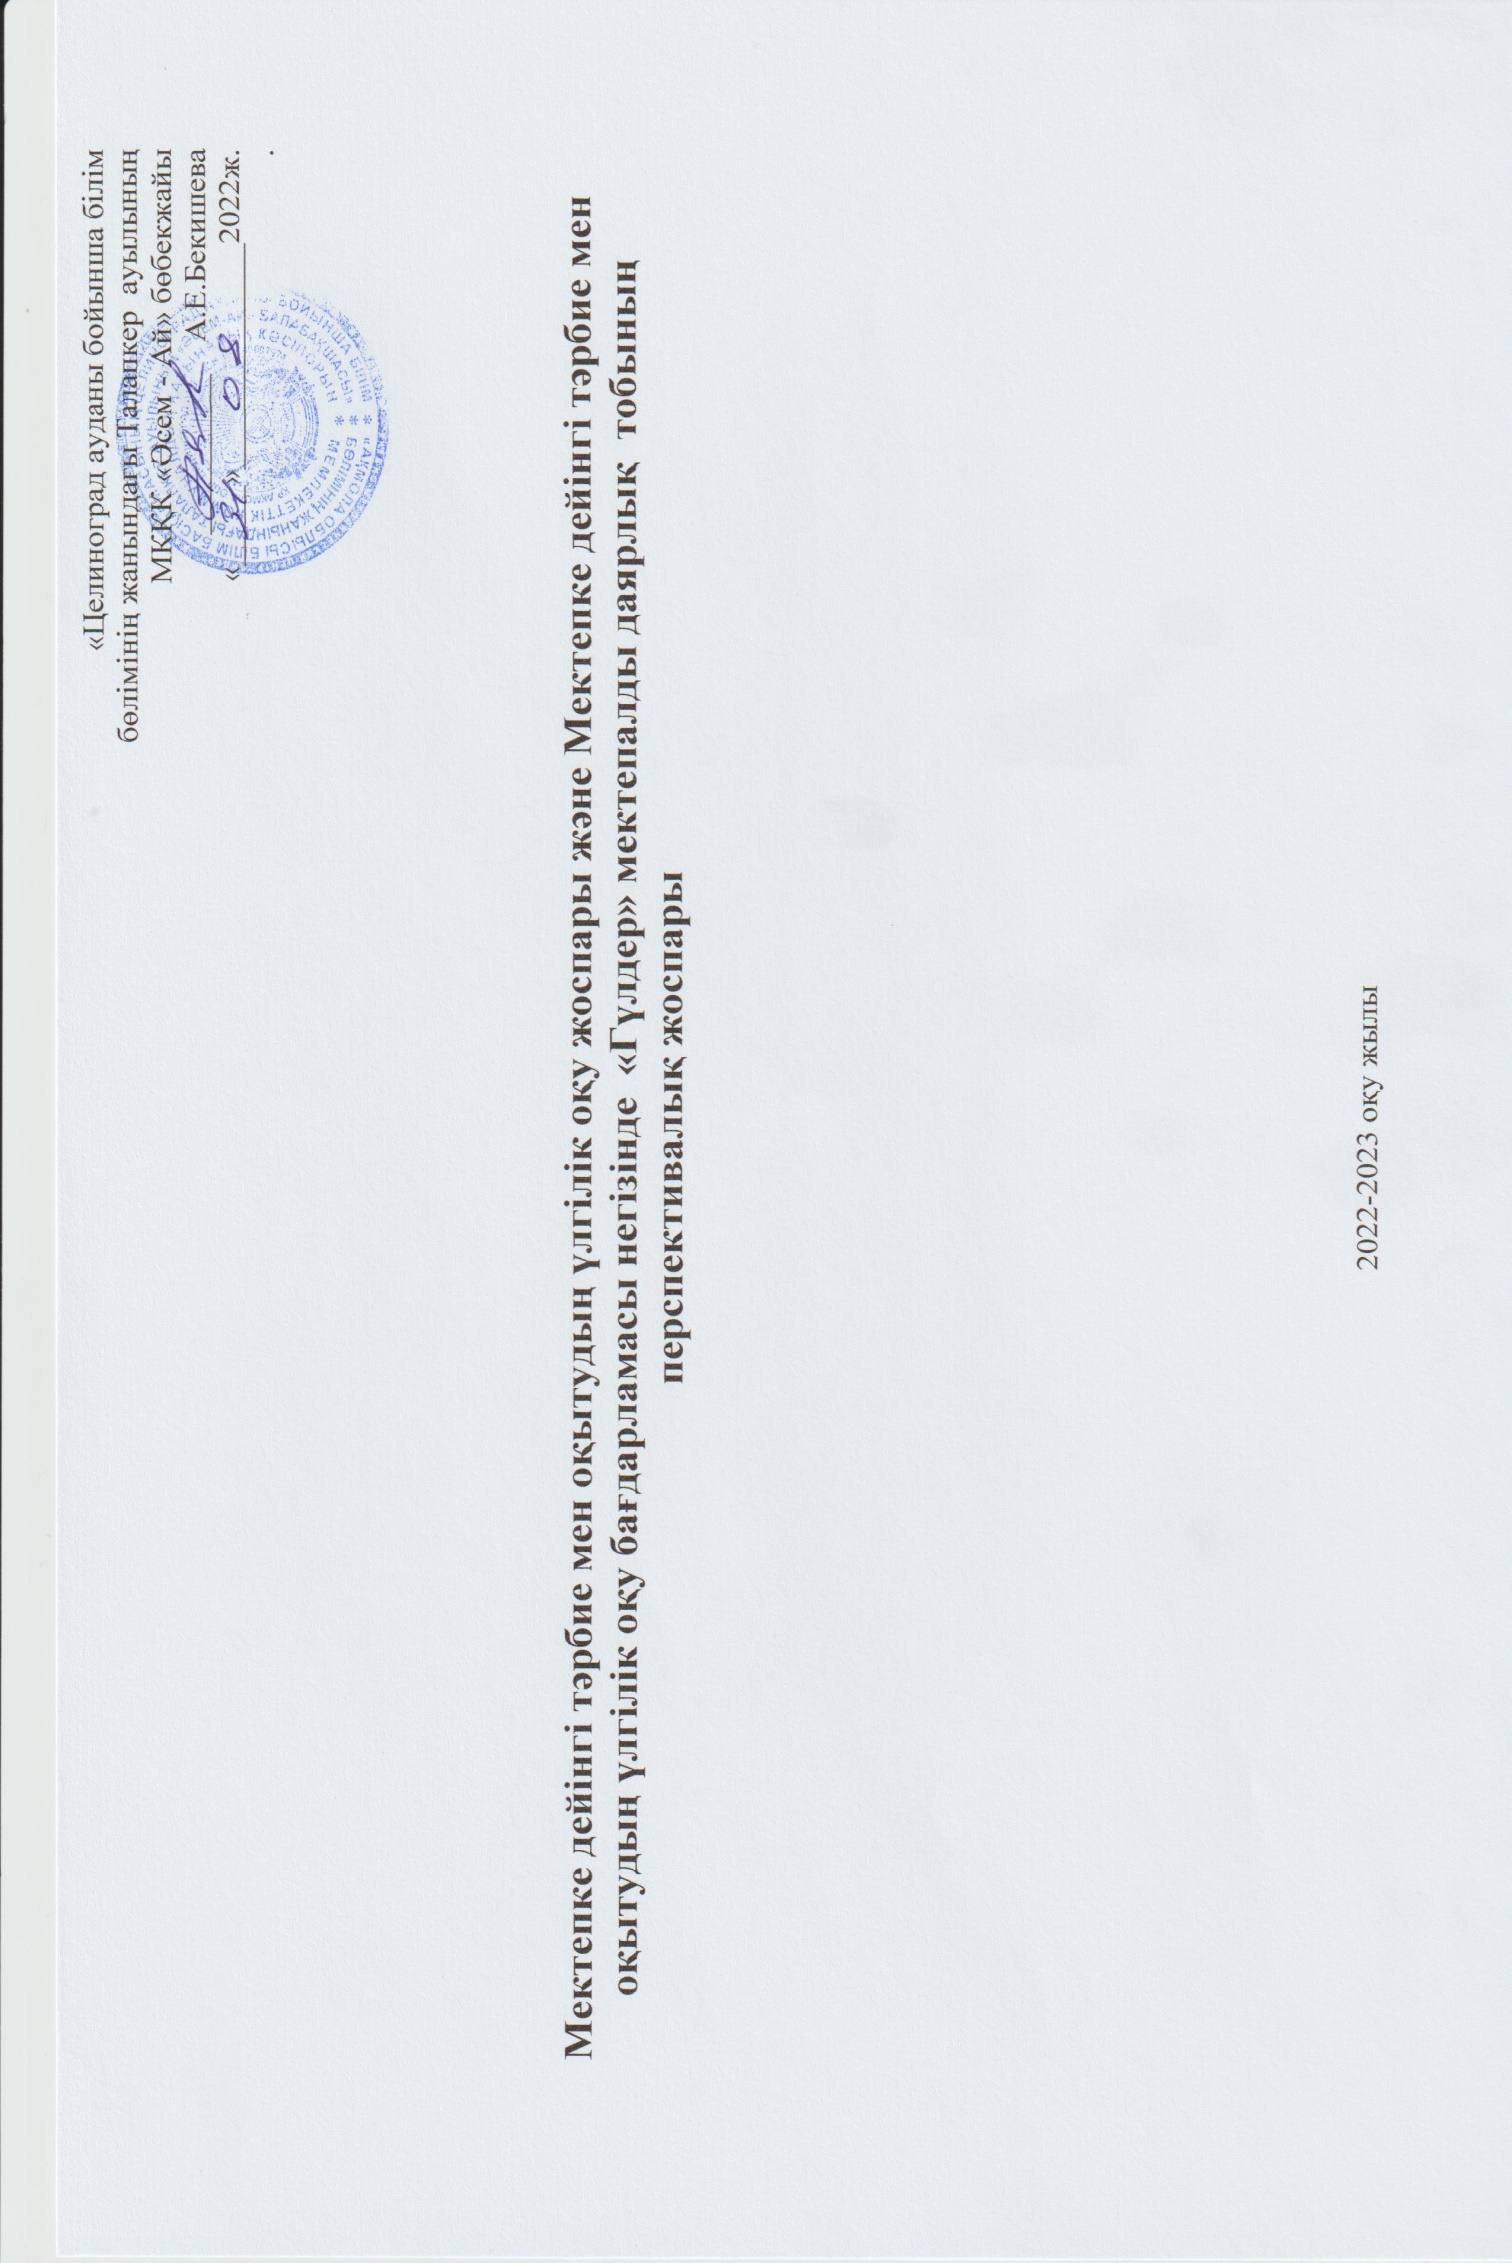 «Целиноград ауданы бойынша білім
бөлімінің жанындағы Талапкер ауылының
МКҚК «Әсем - Ай» бөбекжайы
А.Е.Бекишева
« 31 » 08 2022ж.
Мектепке дейінгі тәрбие мен оқытудың үлгілік оқу жоспары және Мектепке дейінгі тәрбие мен
оқытудың үлгілік оқу бағдарламасы негізінде «Гүлдер» мектепалды даярлық тобының
перспективалық жоспары
2022-2023 оқу жылы